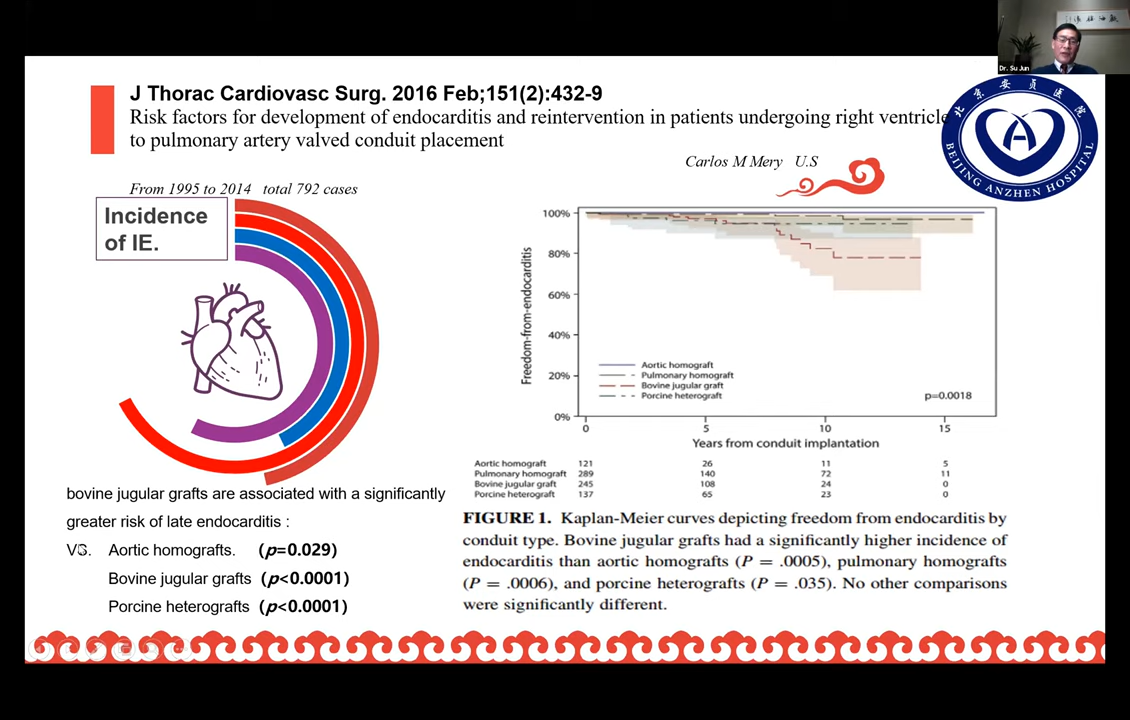 Dr. Su Jun
J Thorac Cardiovasc Surg. 2016 Feb;151(2):432-9
Risk factors for development of endocarditis and reintervention in patients undergoing right ventricle
to pulmonary artery valved conduit placement
Carlos M Mery U.S
北京安贞医院
BEIJING ANZHEN HOSPITAL
From 1995 to 2014 total 792 cases
Incidence
of IE.
bovine jugular grafts are associated with a significantly
greater risk of late endocarditis :
VS. Aortic homografts. (p=0.029)
Bovine jugular grafts (p<0.0001)
Porcine heterografts (p<0.0001)
Freedom-from-endocarditis
100%
80%
60%
40%
20%
0%
Aortic homograft
Pulmonary homograft
Bovine jugular graft
Porcine heterograft
p=0.0018
0 5 10 15
Years from conduit implantation
Aortic homograft 121 26 11 5
Pulmonary homograft 289 140 72 11
Bovine jugular graft 245 108 24 0
Porcine heterograft 137 65 23 0
FIGURE 1. Kaplan-Meier curves depicting freedom from endocarditis by
conduit type. Bovine jugular grafts had a significantly higher incidence of
endocarditis than aortic homografts (P = .0005), pulmonary homografts
(P = .0006), and porcine heterografts (P = .035). No other comparisons
were significantly different.